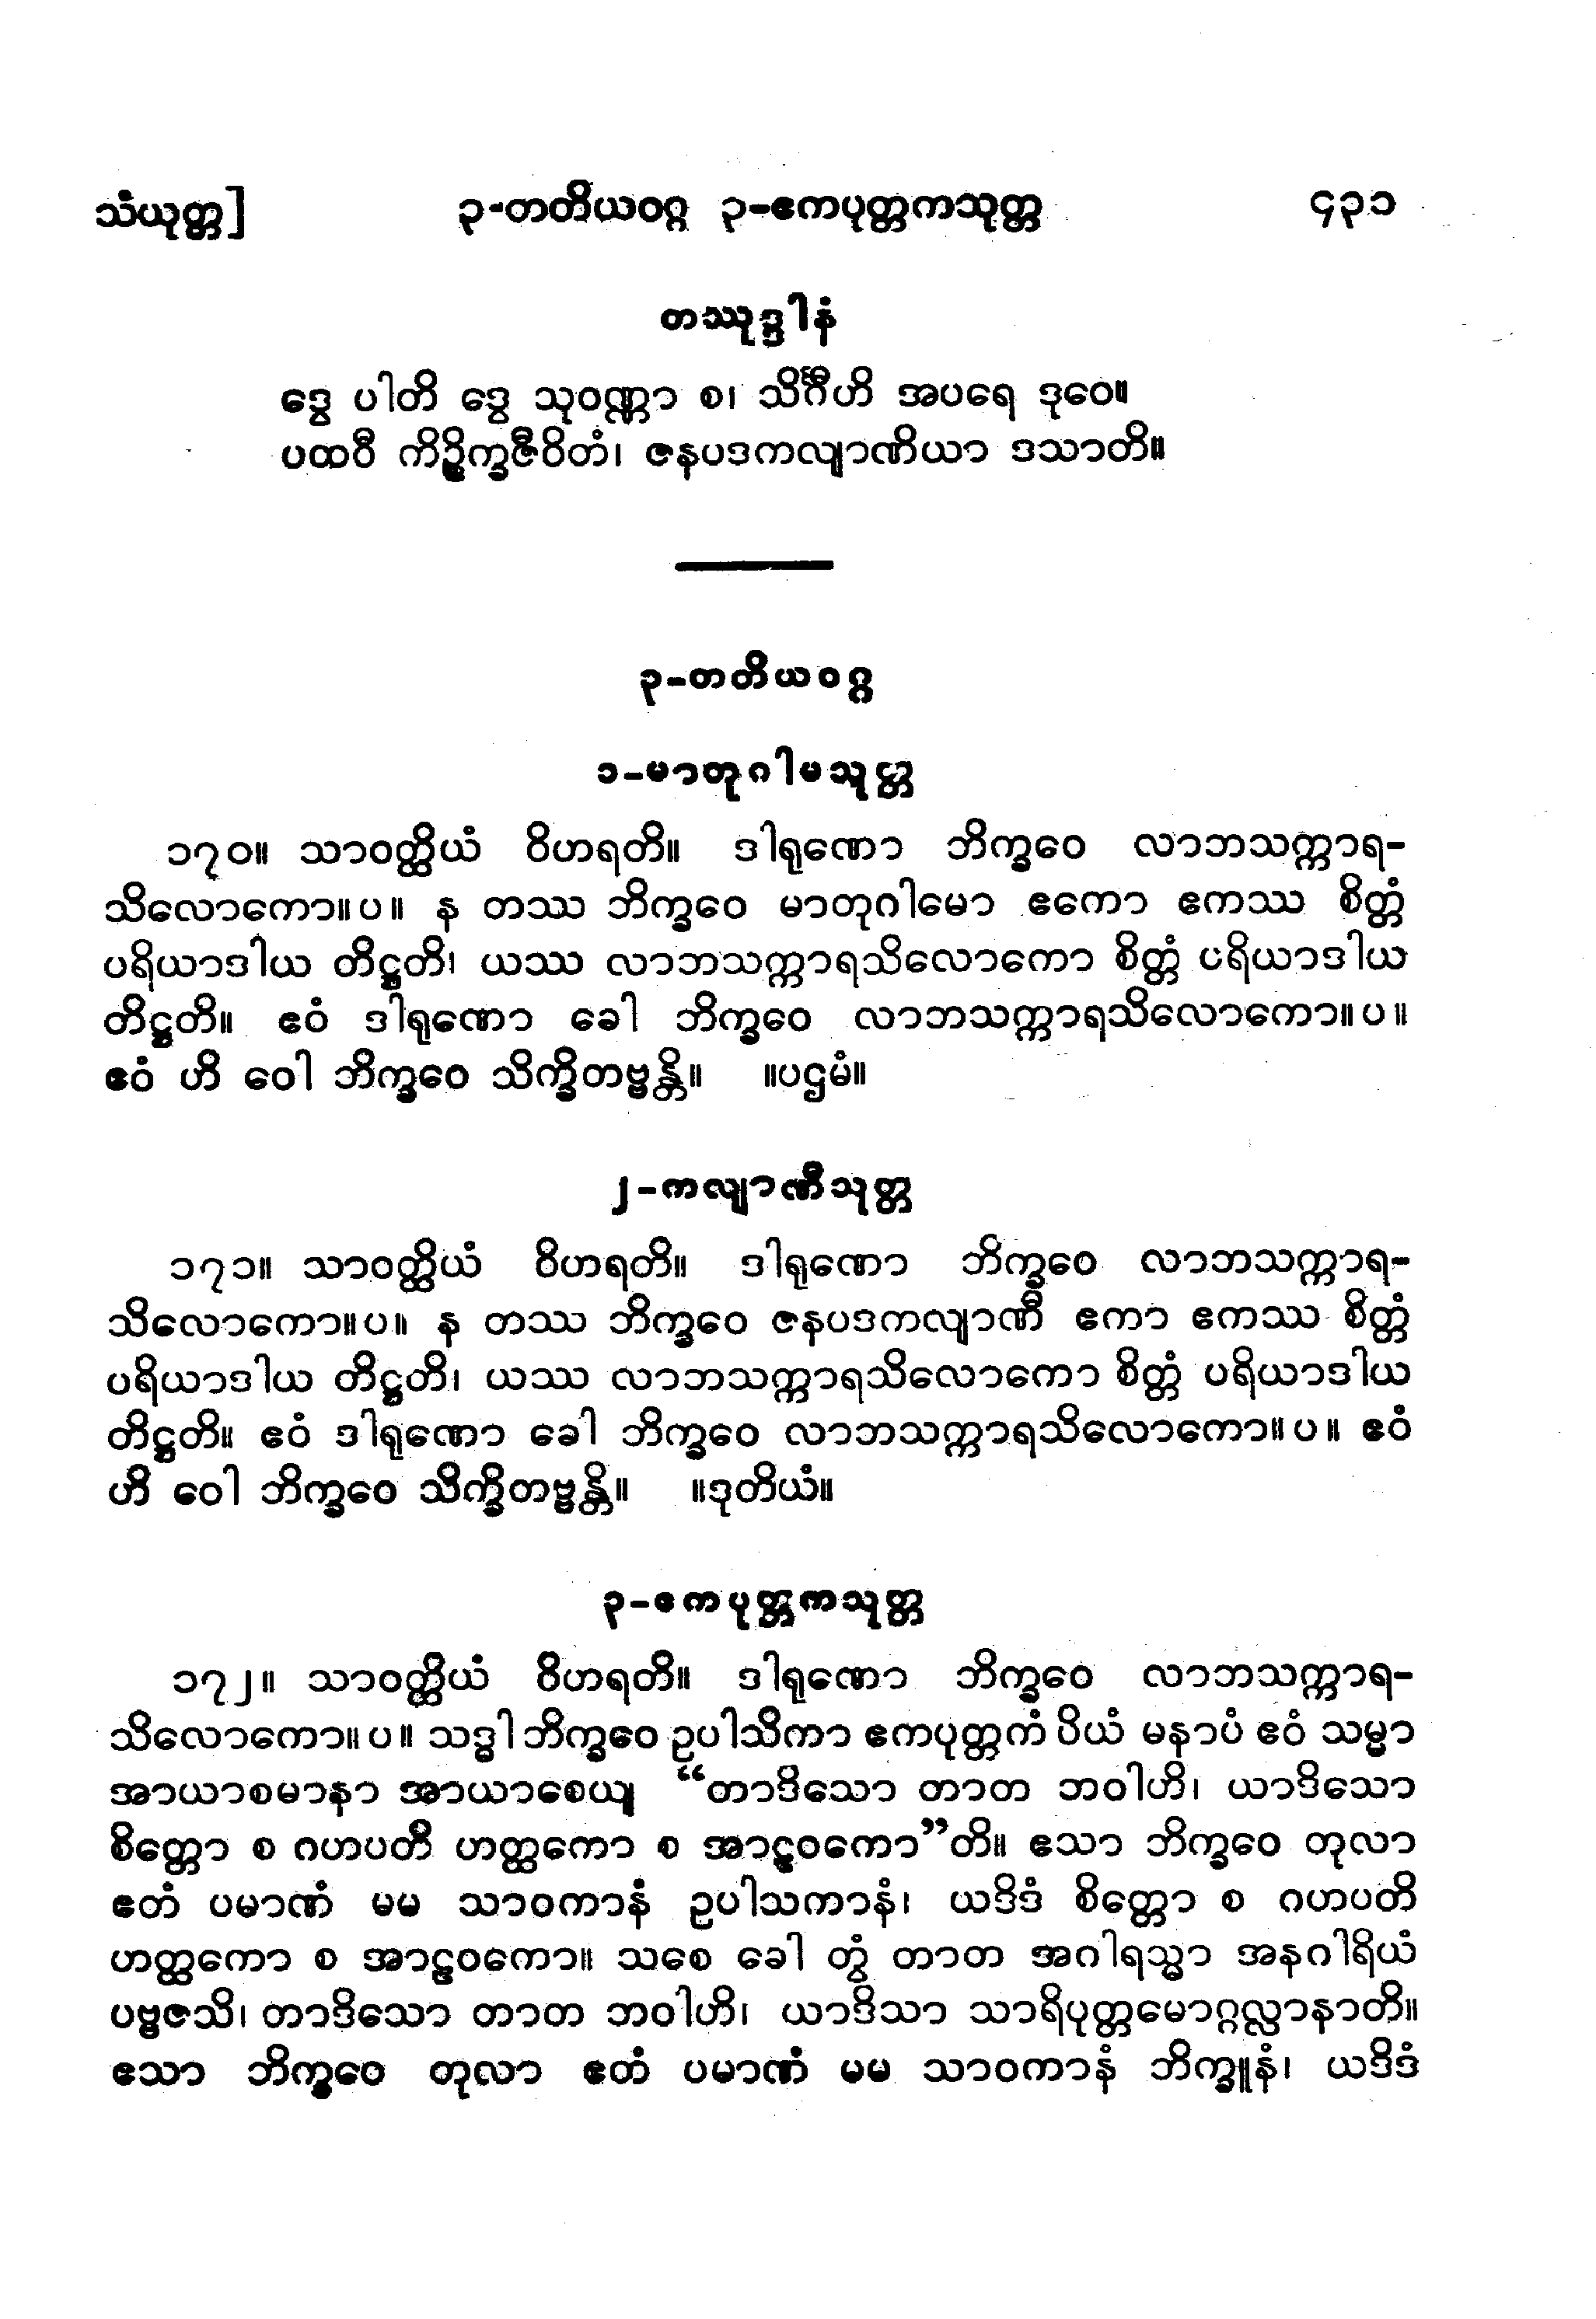 သံယုတ္တ]
၃-တတိယဝဂ္ဂ ၃-ဧကပုတ္တကသုတ္တ
၄၃၁
တဿုဒ္ဒါနံ
ဒွေ ပါတိ ဒွေ သုဝဏ္ဏာ စ၊ သိင်္ဂီဟိ အပရေ ဒုဝေ။
ပထဝီ ကိဉ္စိက္ခဇီဝိတံ၊ ဇနပဒကလျာဏိယာ ဒသာတိ။
၃-တတိယဝဂ္ဂ
၁-မာတုဂါမသုတ္တ
၁၇၀။ သာဝတ္ထိယံ ဝိဟရတိ။ ဒါရုဏော ဘိက္ခဝေ လာဘသက္ကာရ-
သိလောကော။ပ။ န တဿ ဘိက္ခဝေ မာတုဂါမော ဧကော ဧကဿ စိတ္တံ
ပရိယာဒါယ တိဋ္ဌတိ၊ ယဿ လာဘသက္ကာရသိလောကော စိတ္တံ ပရိယာဒါယ
တိဋ္ဌတိ။ ဧဝံ ဒါရုဏော ခေါ ဘိက္ခဝေ လာဘသက္ကာရသိလောကော။ပ။
ဧဝံ ဟိ ဝေါ ဘိက္ခဝေ သိက္ခိတဗ္ဗန္တိ။ ။ပဌမံ။
၂-ကလျာဏီသုတ္တ
၁၇၁။ သာဝတ္ထိယံ ဝိဟရတိ။ ဒါရုဏော ဘိက္ခဝေ လာဘသက္ကာရ-
သိလောကော။ပ။ န တဿ ဘိက္ခဝေ ဇနပဒကလျာဏီ ဧကာ ဧကဿ စိတ္တံ
ပရိယာဒါယ တိဋ္ဌတိ၊ ယဿ လာဘသက္ကာရသိလောကော စိတ္တံ ပရိယာဒါယ
တိဋ္ဌတိ။ ဧဝံ ဒါရုဏော ခေါ ဘိက္ခဝေ လာဘသက္ကာရသိလောကော။ပ။ ဧဝံ
ဟိ ဝေါ ဘိက္ခဝေ သိက္ခိတဗ္ဗန္တိ။ ။ဒုတိယံ။
၃-ဧကပုတ္တကသုတ္တ
၁၇၂။ သာဝတ္ထိယံ ဝိဟရတိ။ ဒါရုဏော ဘိက္ခဝေ လာဘသက္ကာရ-
သိလောကော။ပ။ သဒ္ဓါ ဘိက္ခဝေ ဥပါသိကာ ဧကပုတ္တကံ ပိယံ မနာပံ ဧဝံ သမ္မာ
အာယာစမာနာ အာယာစေယျ “တာဒိသော တာတ ဘဝါဟိ၊ ယာဒိသော
စိတ္တော စ ဂဟပတိ ဟတ္ထကော စ အာဠဝကော”တိ။ ဧသာ ဘိက္ခဝေ တုလာ
ဧတံ ပမာဏံ မမ သာဝကာနံ ဥပါသကာနံ၊ ယဒိဒံ စိတ္တော စ ဂဟပတိ
ဟတ္ထကော စ အာဠဝကော။ သစေ ခေါ တွံ တာတ အဂါရသ္မာ အနဂါရိယံ
ပဗ္ဗဇသိ၊ တာဒိသော တာတ ဘဝါဟိ၊ ယာဒိသာ သာရိပုတ္တမောဂ္ဂလ္လာနာတိ။
ဧသာ ဘိက္ခဝေ တုလာ ဧတံ ပမာဏံ မမ သာဝကာနံ ဘိက္ခူနံ၊ ယဒိဒံ